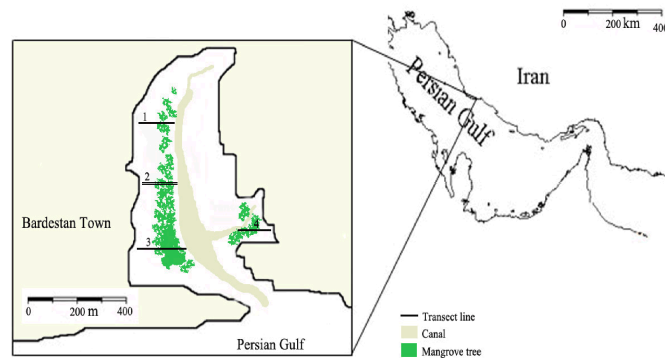 0 200 km 400
Iran
Persian Gulf
1
2
Bardestan Town
3
4
0 200 m 400
Persian Gulf
Transect line
Canal
Mangrove tree